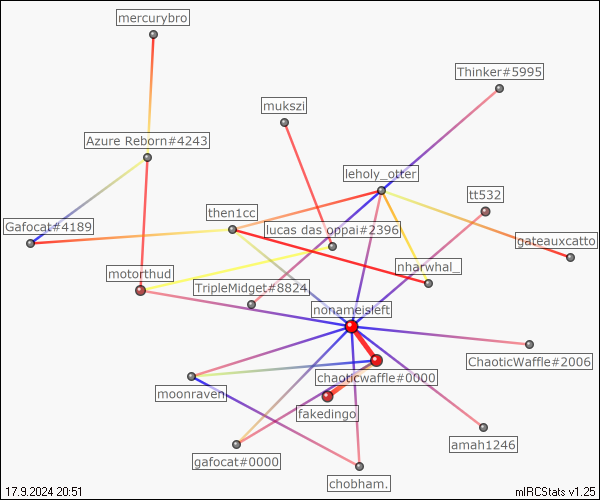 mercurybro
Thinker#5995
mukszi
Azure Reborn#4243
leholy_otter
tt532
then1cc
Gafocat#4189
lucas das oppai#2396
gateauxcatto
nharwhal_
motorthud
TripleMidget#8824
nonameisleft
ChaoticWaffle#2006
chaoticwaffle#0000
moonraven
fakedingo
amah1246
gafocat#0000
chobham.
17.9.2024 20:51
mIRCStats v1.25